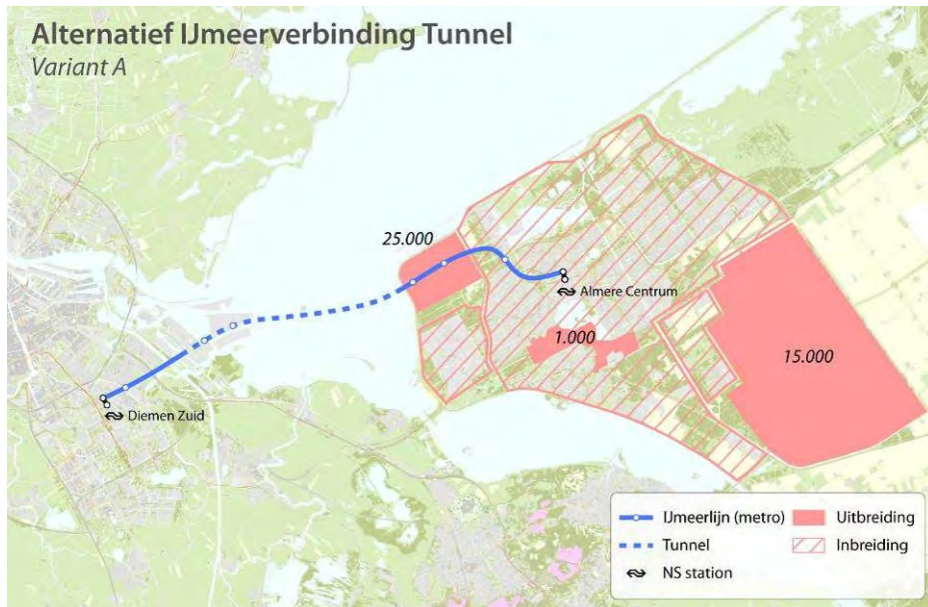 Alternatief IJmeerverbinding Tunnel
Variant A
25.000
Almere Centrum
1.000
15.000
Diemen Zuid
IJmeerlijn (metro)
Uitbreiding
Tunnel
Inbreiding
NS station